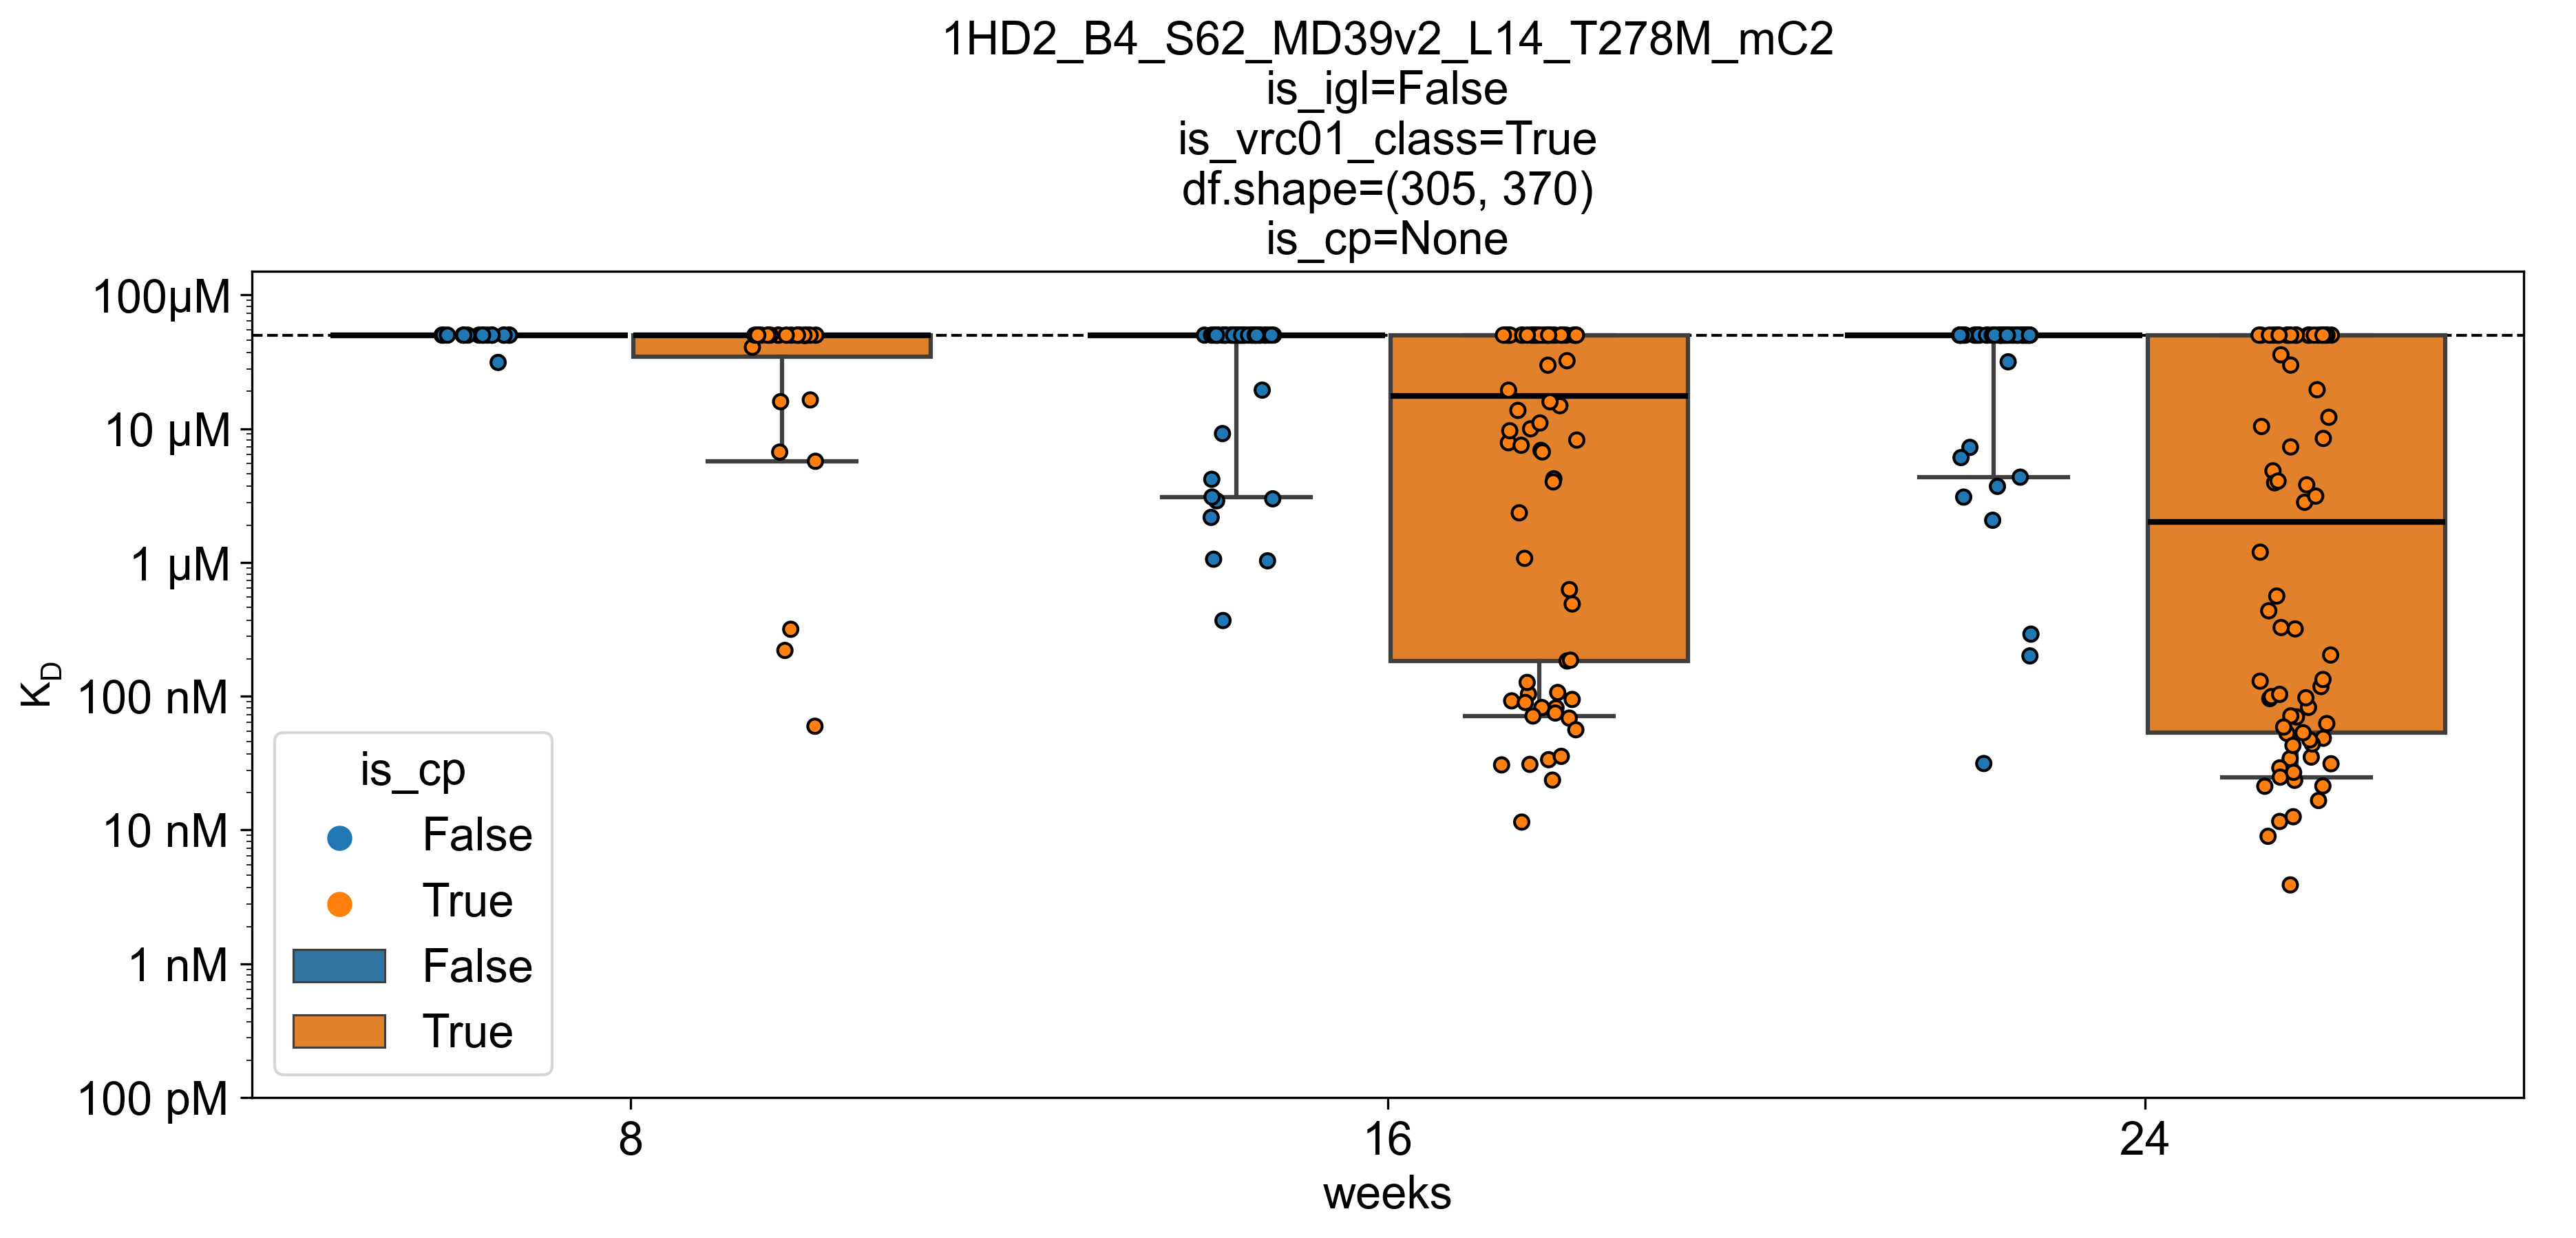 1HD2_B4_S62_MD39v2_L14_T278M_mC2
is_igl=False
is_vrc01_class=True
df.shape=(305, 370)
is_cp=None
100µM
10 µM
1 µM
100 nM
10 nM
1 nM
100 pM
KD
is_cp
False
True
False
True
8
16
24
weeks